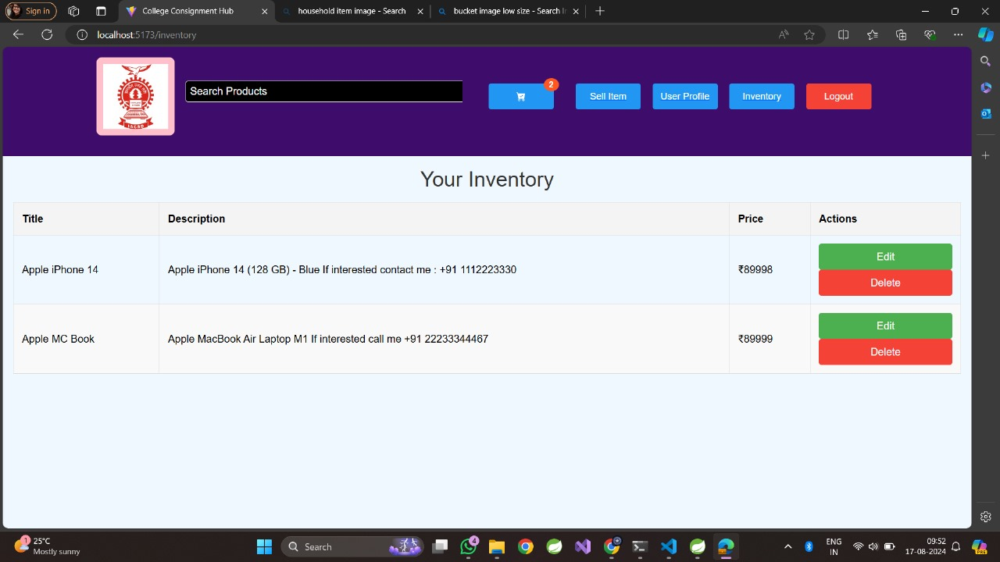 Sign in
College Consignment Hub
household item image - Search
bucket image low size - Search I
localhost:5173/inventory
IACSD
Search Products
2
Sell Item
User Profile
Inventory
Logout
Your Inventory
Title Description Price Actions
Apple iPhone 14 Apple iPhone 14 (128 GB) - Blue If interested contact me : +91 1112223330 ₹89998
Edit
Delete
Apple MC Book Apple MacBook Air Laptop M1 If interested call me +91 22233344467 ₹89999
Edit
Delete
1
25°C
Mostly sunny
Search
4
ENG
IN
09:52
17-08-2024
PRE